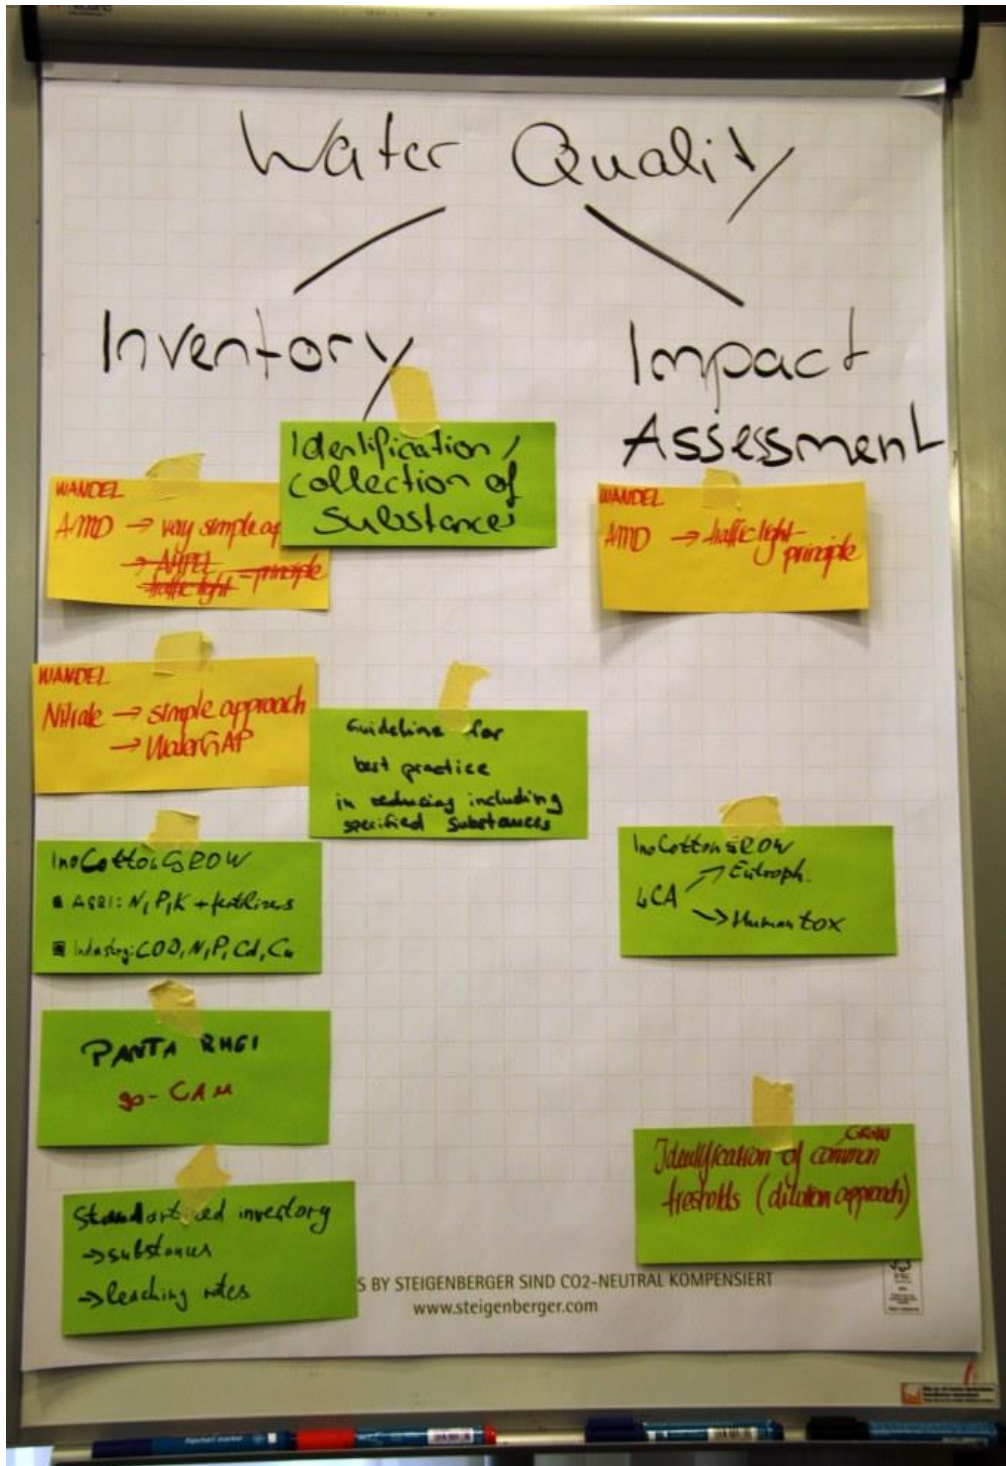 Water Quality
Inventory
Impact
Assessment
Identification /
collection of
substances
WANDEL
AMD → very simple
→ AMPEL
traffic light - principle
WANDEL
AMD → traffic light
principle
WANDEL
Nitrate → simple approach
→ WaterGAP
Guideline for
best practice
in reducing including
specified substances
InoCottonGROW
AGRI: N, P, K + fertilizers
Industry: COD, N, P, Cd, Cu
InoCottonGROW
LCA → Eutroph.
→ Human tox
PANTA RHEI
go-CAM
Standardized inventory
→ substances
→ leaching rates
GROW
Identification of common
tresholds (dilution approach)
S BY STEIGENBERGER SIND CO2-NEUTRAL KOMPENSIERT
www.steigenberger.com
flipchart marker